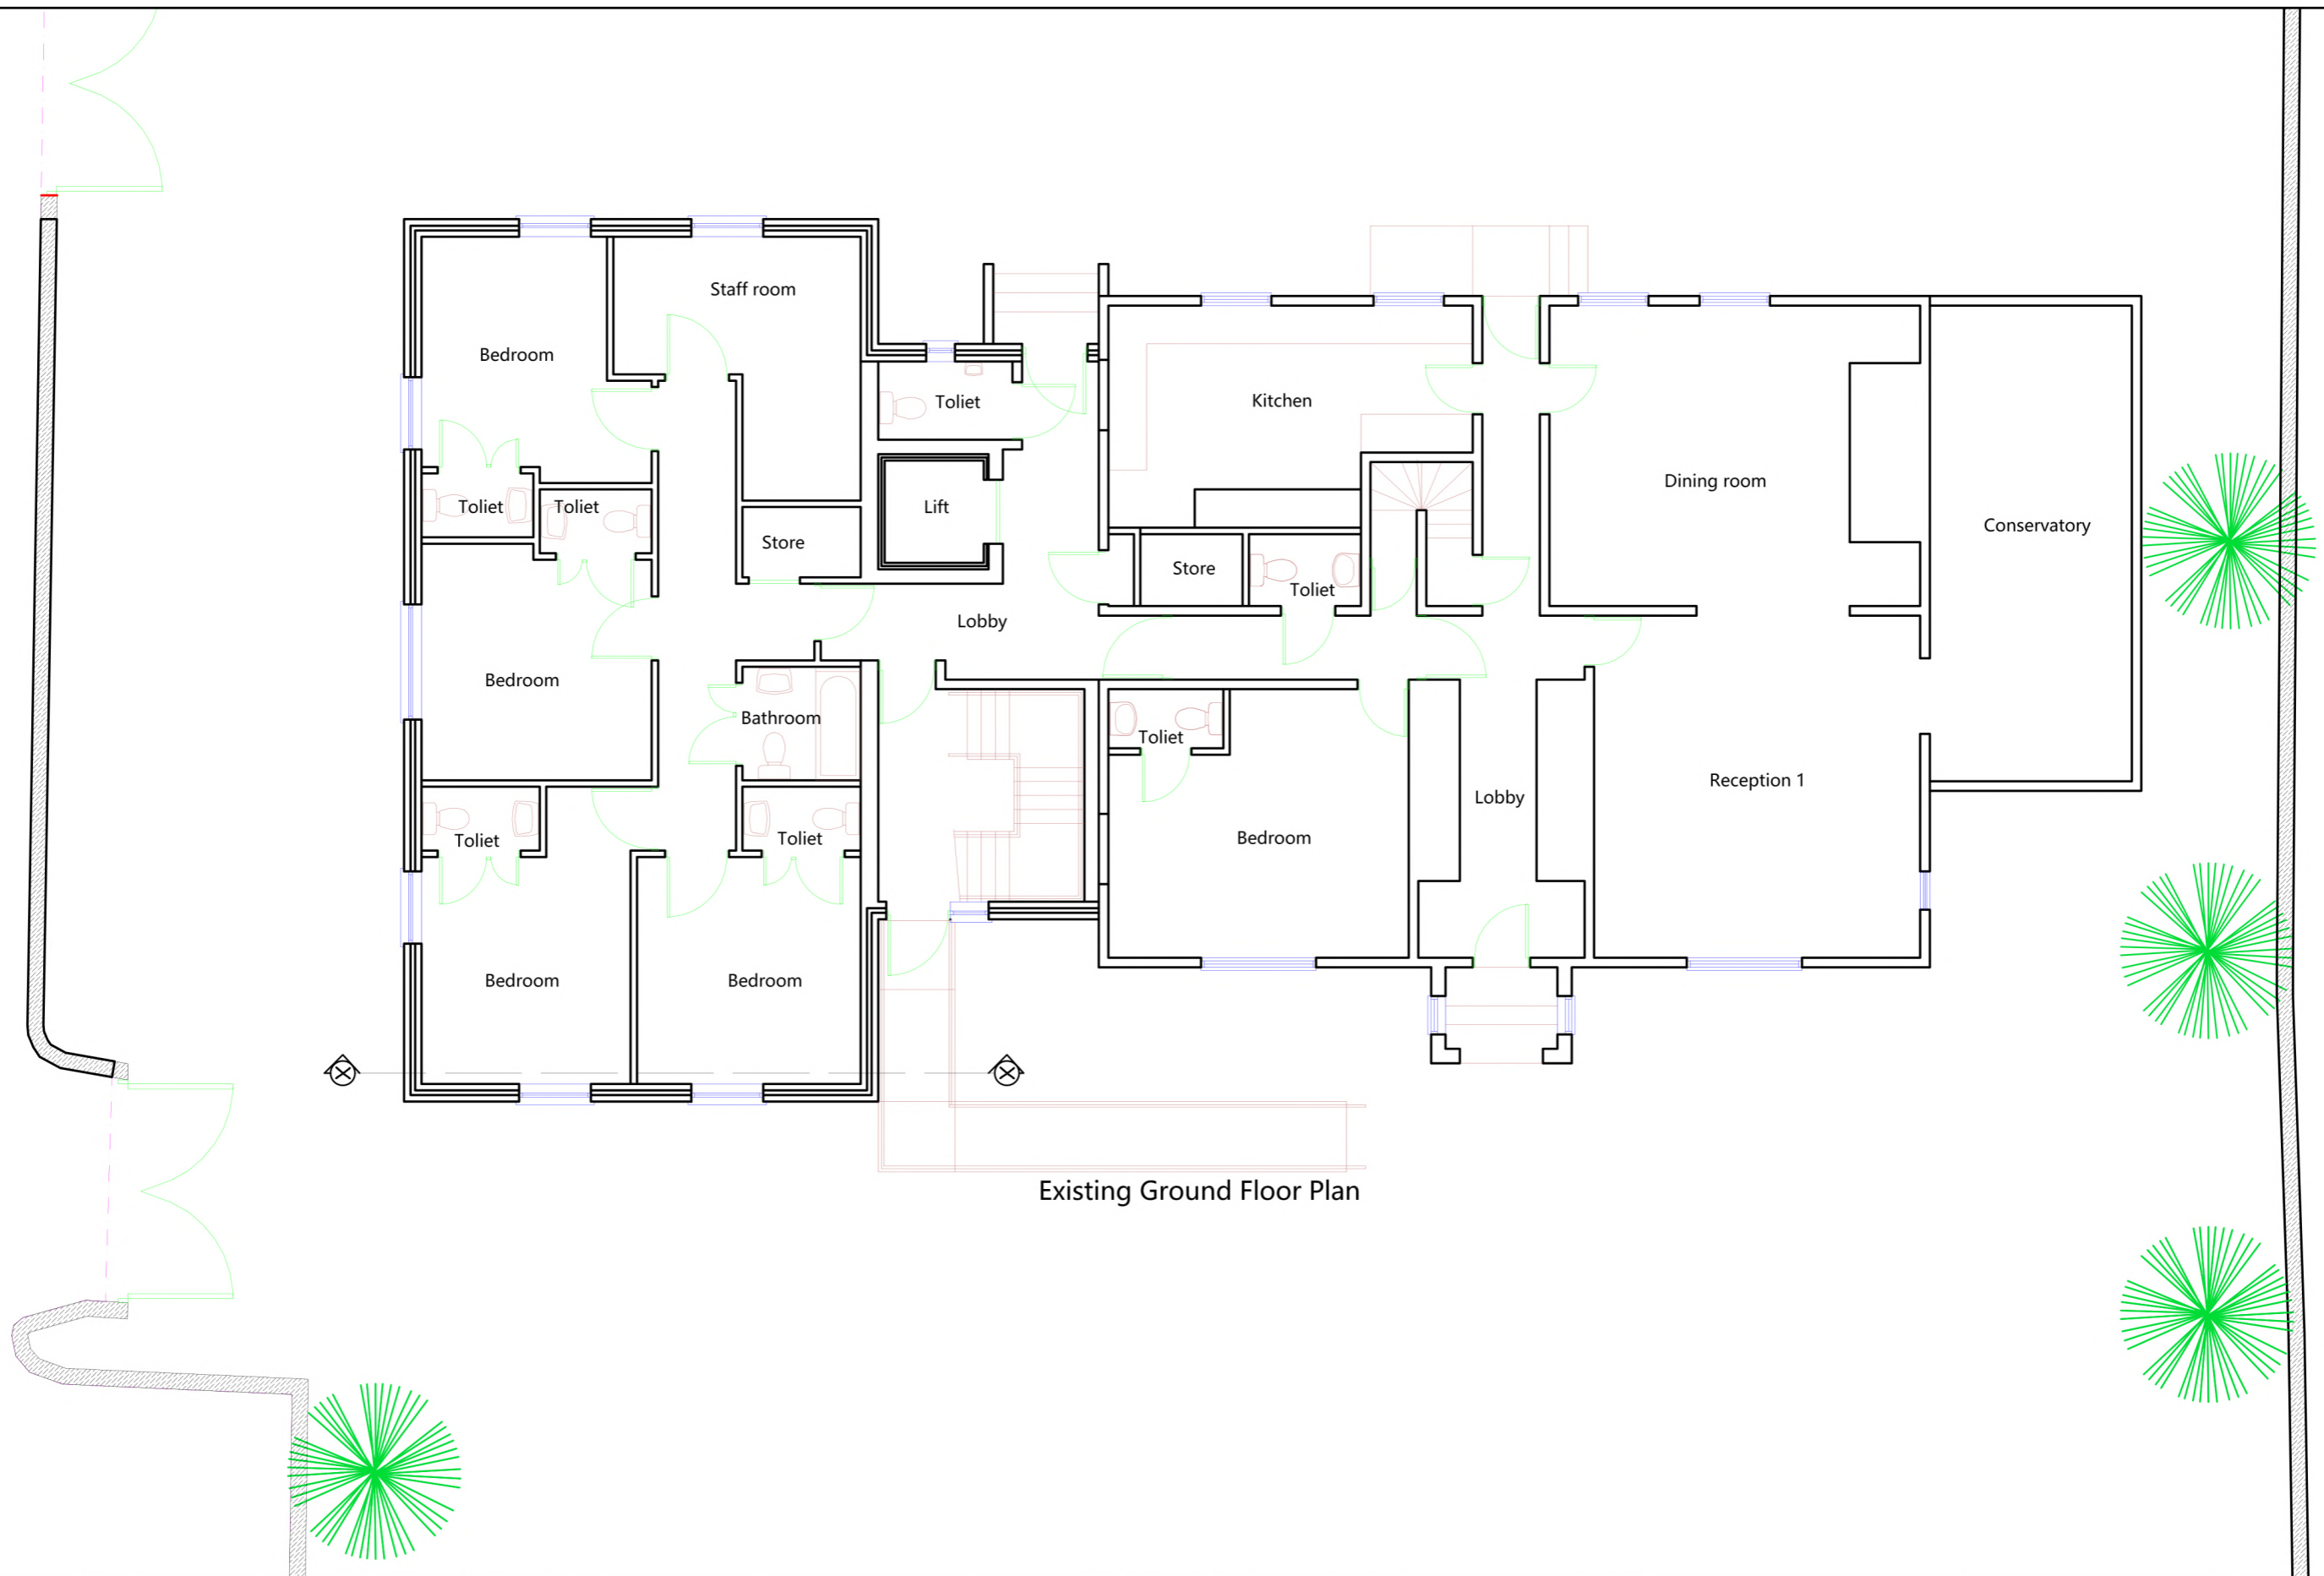 Staff room
Bedroom
Toliet
Kitchen
Dining room
Toliet
Toliet
Lift
Store
Conservatory
Store
Toliet
Lobby
Bedroom
Bathroom
Toliet
Reception 1
Lobby
Toliet
Toliet
Bedroom
Bedroom
Bedroom
Existing Ground Floor Plan